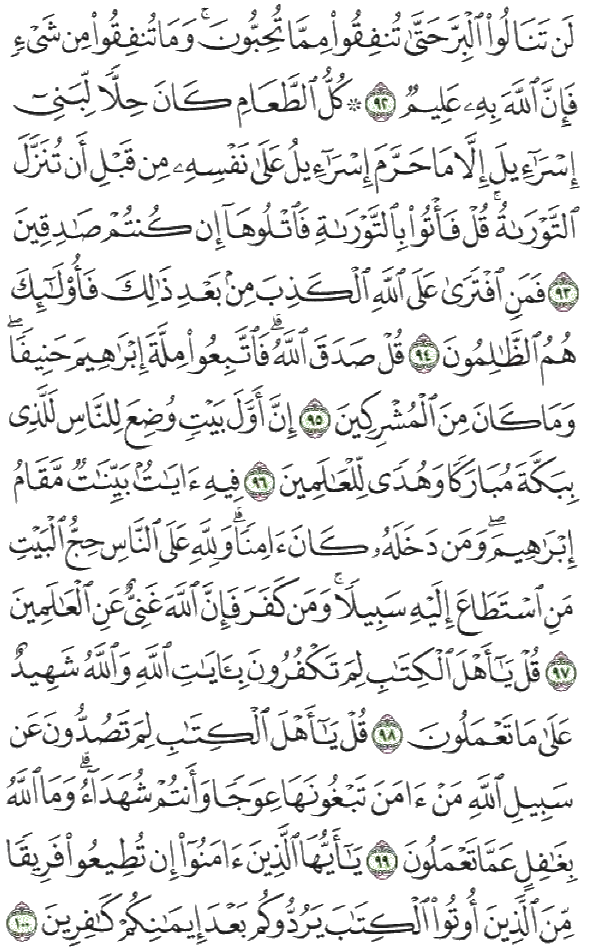 لَن تَنَالُوا۟ ٱلْبِرَّ حَتَّىٰ تُنفِقُوا۟ مِمَّا تُحِبُّونَ ۚ وَمَا تُنفِقُوا۟ مِن شَىْءٍ
فَإِنَّ ٱللَّهَ بِهِۦ عَلِيمٌ ٩٢ ۞ كُلُّ ٱلطَّعَامِ كَانَ حِلًّا لِّبَنِىٓ
إِسْرَٰٓءِيلَ إِلَّا مَا حَرَّمَ إِسْرَٰٓءِيلُ عَلَىٰ نَفْسِهِۦ مِن قَبْلِ أَن تُنَزَّلَ
ٱلتَّوْرَىٰةُ ۗ قُلْ فَأْتُوا۟ بِٱلتَّوْرَىٰةِ فَٱتْلُوهَآ إِن كُنتُمْ صَٰدِقِينَ
٩٣ فَمَنِ ٱفْتَرَىٰ عَلَى ٱللَّهِ ٱلْكَذِبَ مِنۢ بَعْدِ ذَٰلِكَ فَأُو۟لَٰٓئِكَ
هُمُ ٱلظَّٰلِمُونَ ٩٤ قُلْ صَدَقَ ٱللَّهُ ۗ فَٱتَّبِعُوا۟ مِلَّةَ إِبْرَٰهِيمَ حَنِيفًا ۖ
وَمَا كَانَ مِنَ ٱلْمُشْرِكِينَ ٩٥ إِنَّ أَوَّلَ بَيْتٍ وُضِعَ لِلنَّاسِ لَلَّذِى
بِبَكَّةَ مُبَارَكًا وَهُدًى لِّلْعَٰلَمِينَ ٩٦ فِيهِ ءَايَٰتٌۢ بَيِّنَٰتٌ مَّقَامُ
إِبْرَٰهِيمَ ۖ وَمَن دَخَلَهُۥ كَانَ ءَامِنًا ۗ وَلِلَّهِ عَلَى ٱلنَّاسِ حِجُّ ٱلْبَيْتِ
مَنِ ٱسْتَطَاعَ إِلَيْهِ سَبِيلًا ۚ وَمَن كَفَرَ فَإِنَّ ٱللَّهَ غَنِىٌّ عَنِ ٱلْعَٰلَمِينَ
٩٧ قُلْ يَٰٓأَهْلَ ٱلْكِتَٰبِ لِمَ تَكْفُرُونَ بِـَٔايَٰتِ ٱللَّهِ وَٱللَّهُ شَهِيدٌ
عَلَىٰ مَا تَعْمَلُونَ ٩٨ قُلْ يَٰٓأَهْلَ ٱلْكِتَٰبِ لِمَ تَصُدُّونَ عَن
سَبِيلِ ٱللَّهِ مَنْ ءَامَنَ تَبْغُونَهَا عِوَجًا وَأَنتُمْ شُهَدَآءُ ۗ وَمَا ٱللَّهُ
بِغَٰفِلٍ عَمَّا تَعْمَلُونَ ٩٩ يَٰٓأَيُّهَا ٱلَّذِينَ ءَامَنُوٓا۟ إِن تُطِيعُوا۟ فَرِيقًا
مِّنَ ٱلَّذِينَ أُوتُوا۟ ٱلْكِتَٰبَ يَرُدُّوكُم بَعْدَ إِيمَٰنِكُمْ كَٰفِرِينَ ١٠٠